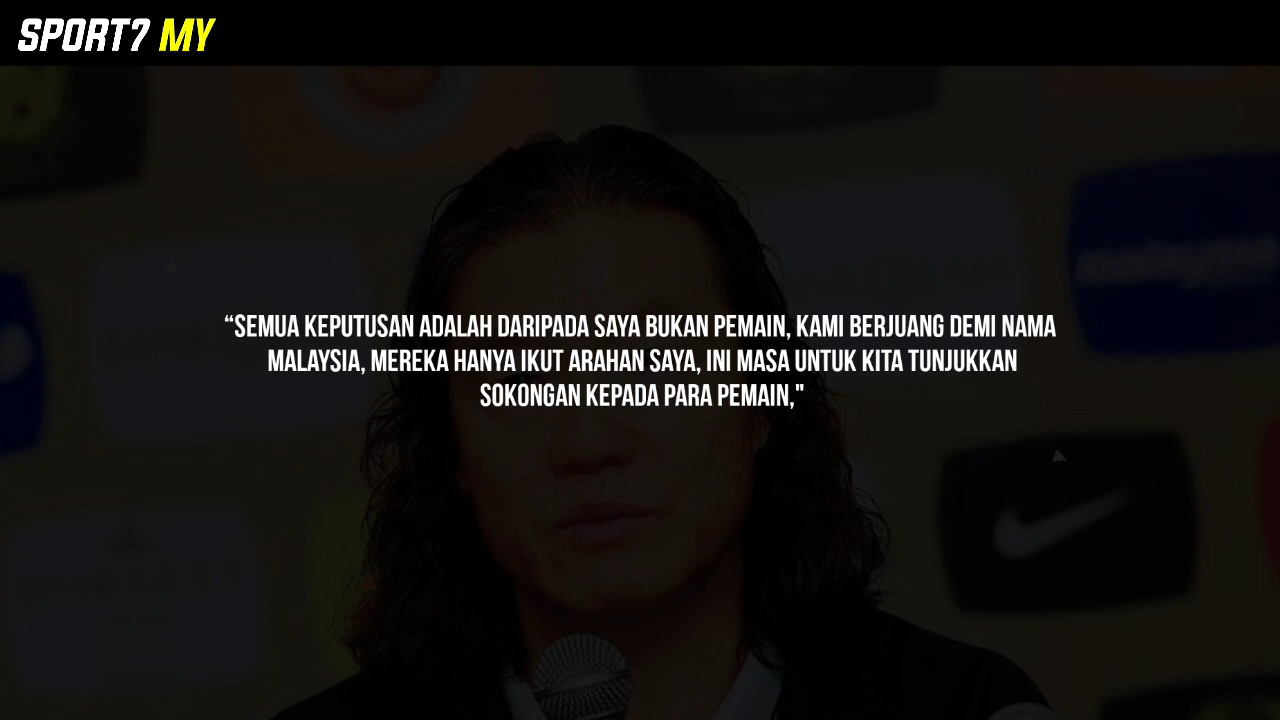 SPORT7 MY
“SEMUA KEPUTUSAN ADALAH DARIPADA SAYA BUKAN PEMAIN, KAMI BERJUANG DEMI NAMA
MALAYSIA, MEREKA HANYA IKUT ARAHAN SAYA, INI MASA UNTUK KITA TUNJUKKAN
SOKONGAN KEPADA PARA PEMAIN,"